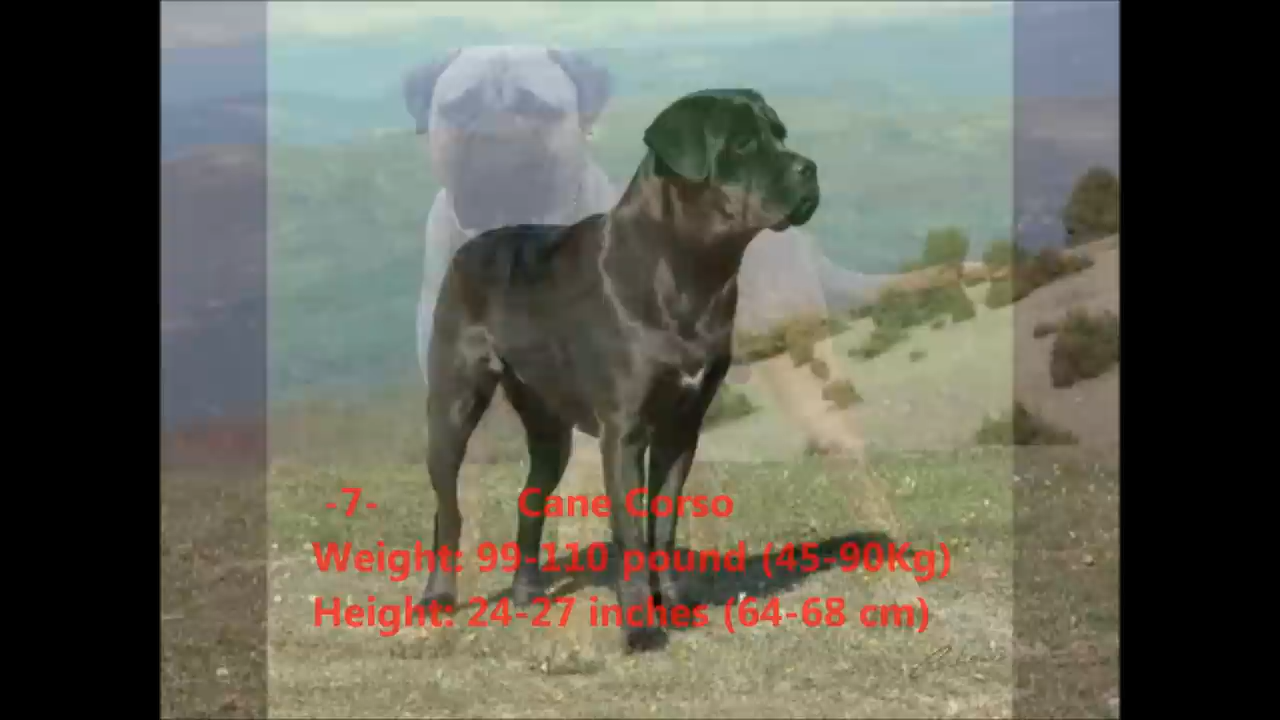 -7- Cane Corso
Weight: 99-110 pound (45-90Kg)
Height: 24-27 inches (64-68 cm)